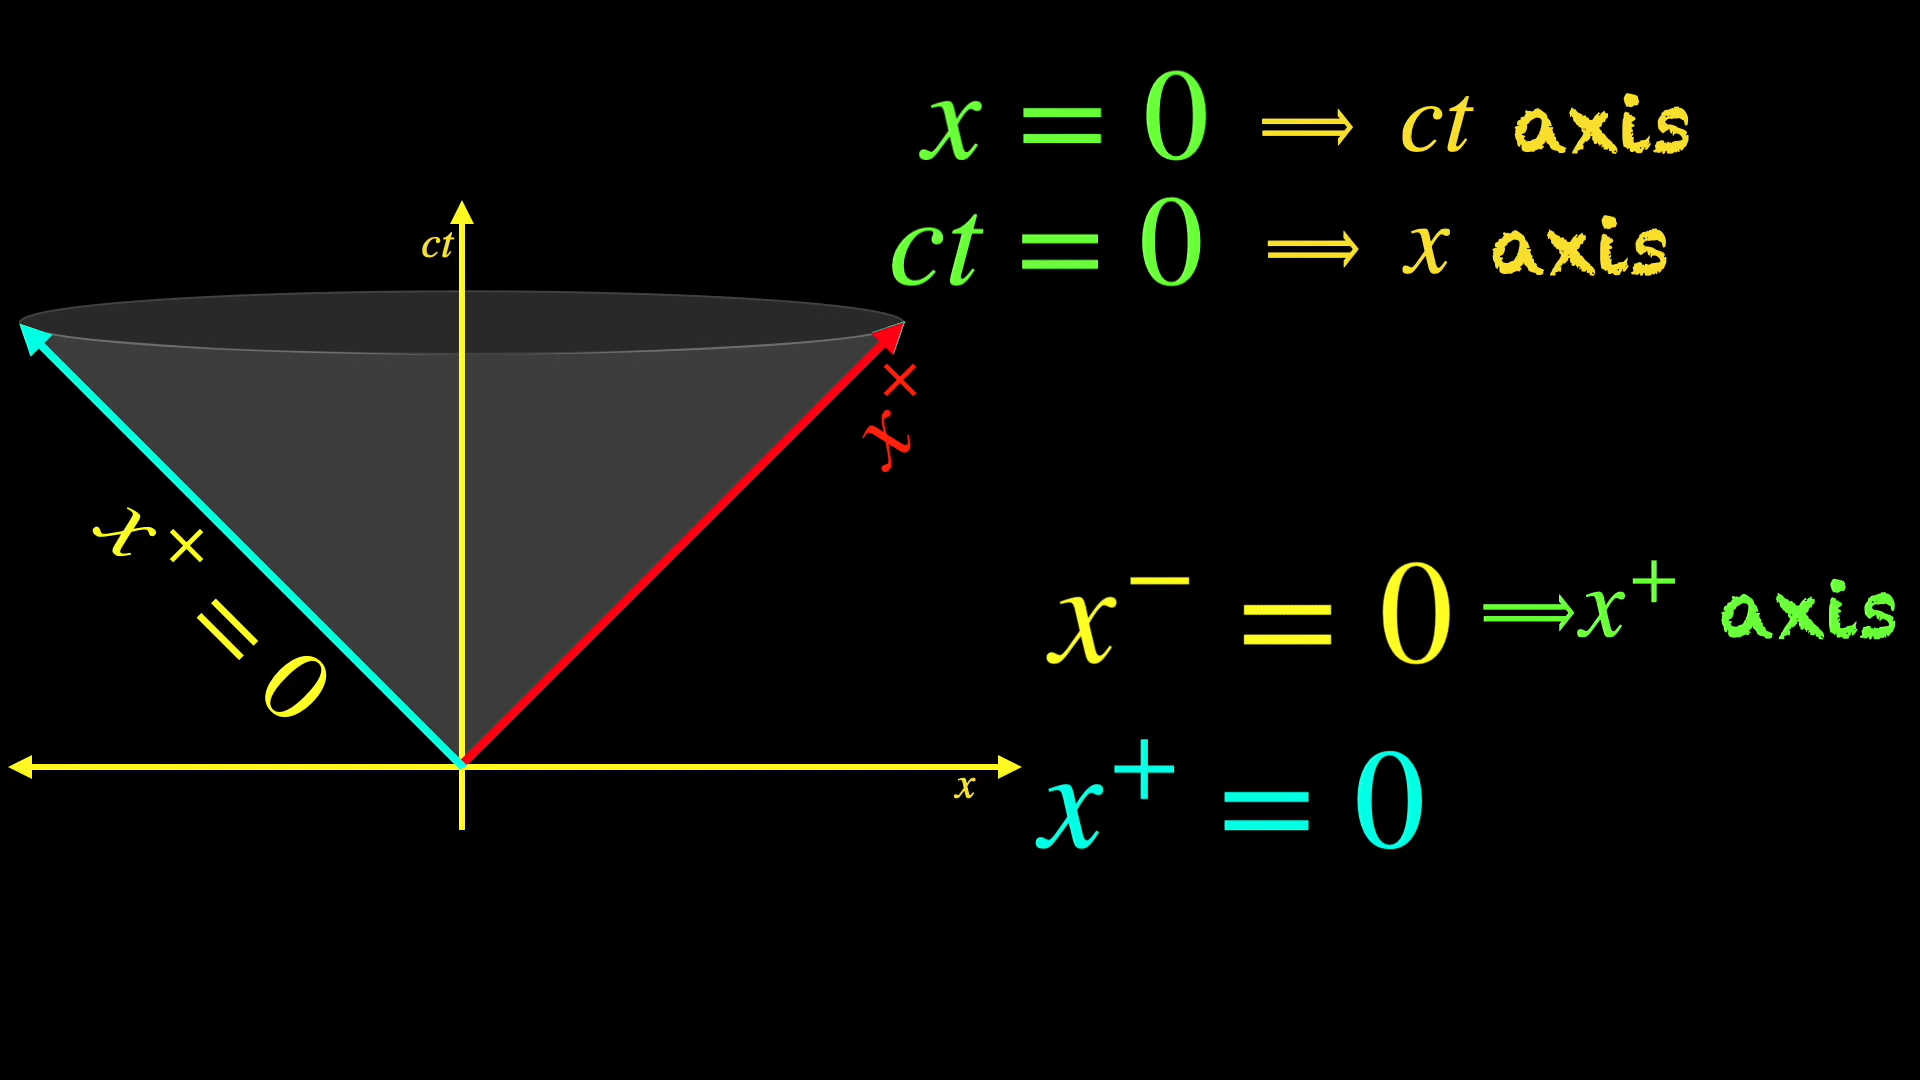 x = 0 ⟹ ct axis
ct = 0 ⟹ x axis
ct
x⁺
x⁺ = 0
x⁻ = 0 ⟹ x⁺ axis
x
x⁺ = 0